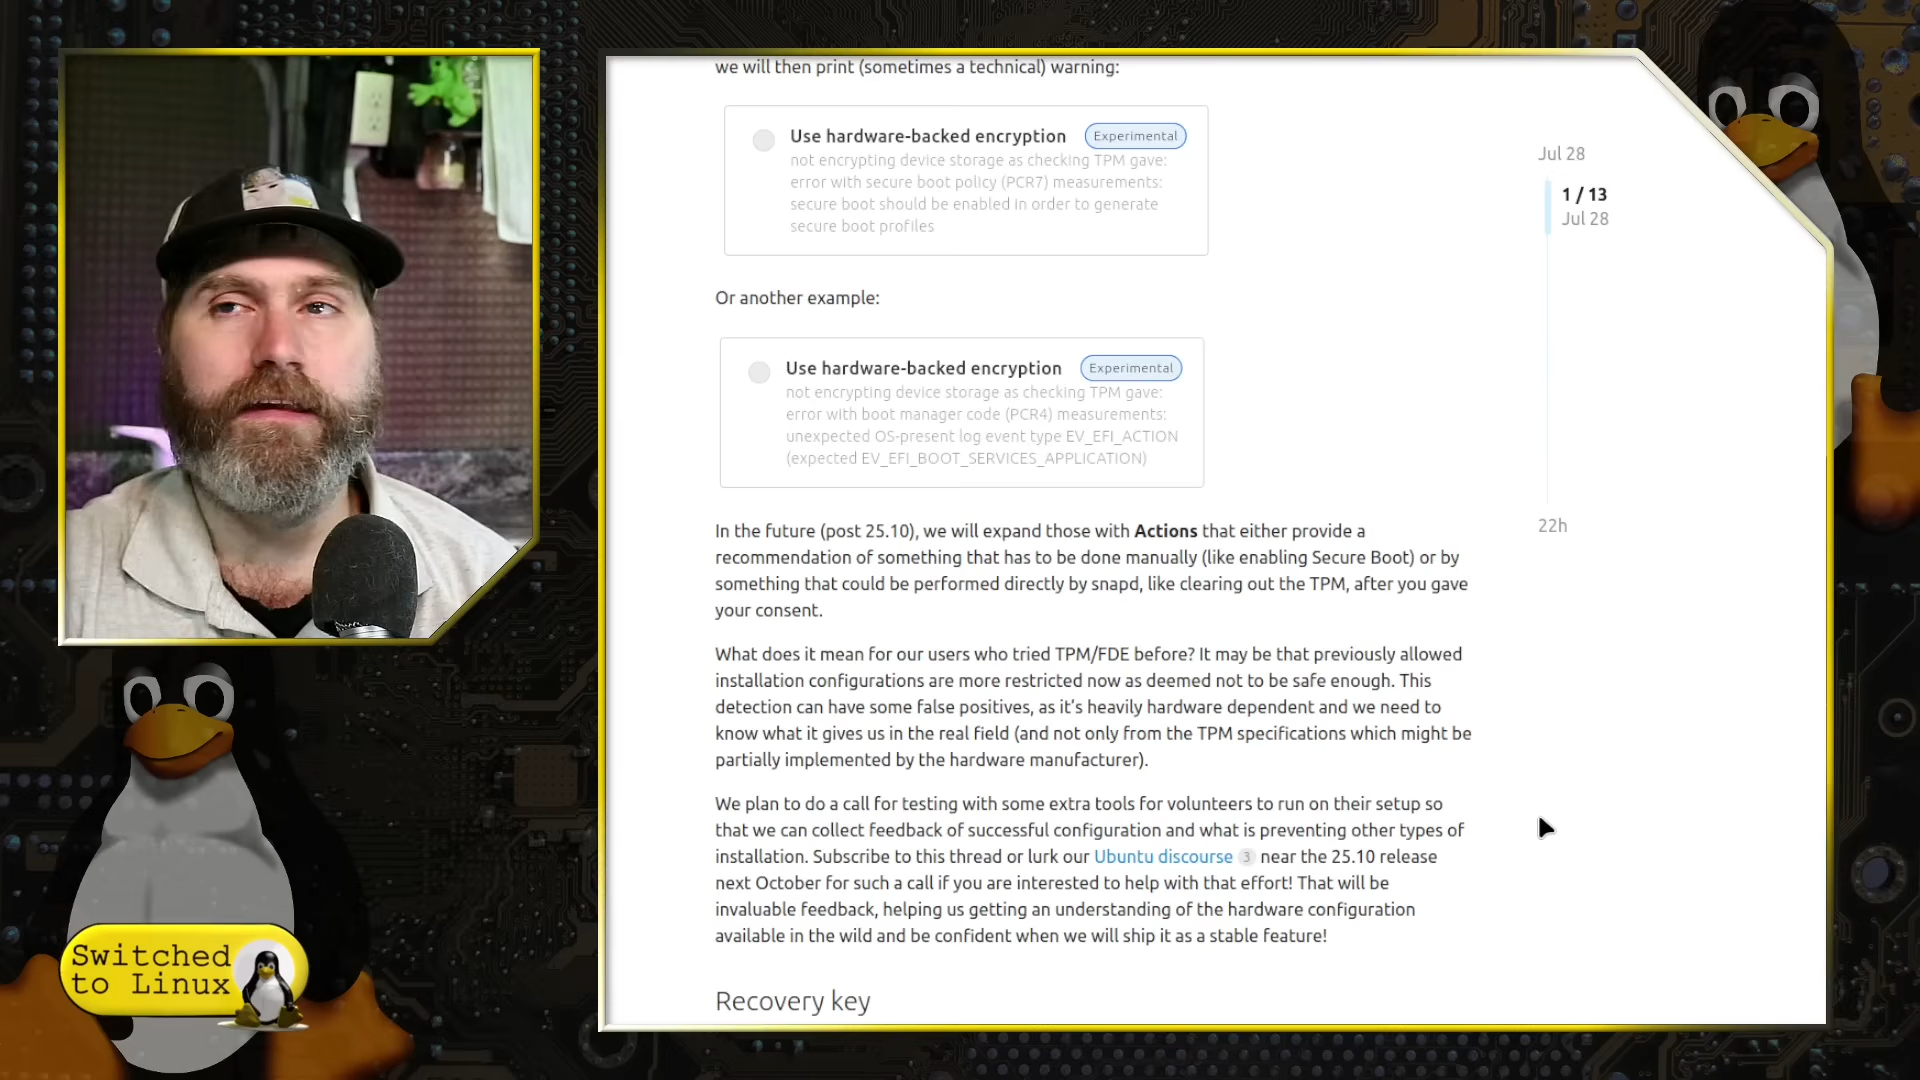 we will then print (sometimes a technical) warning:
Use hardware-backed encryption Experimental
not encrypting device storage as checking TPM gave:
error with secure boot policy (PCR7) measurements:
secure boot should be enabled in order to generate
secure boot profiles
Or another example:
Use hardware-backed encryption Experimental
not encrypting device storage as checking TPM gave:
error with boot manager code (PCR4) measurements:
unexpected OS-present log event type EV_EFI_ACTION
(expected EV_EFI_BOOT_SERVICES_APPLICATION)
In the future (post 25.10), we will expand those with Actions that either provide a
recommendation of something that has to be done manually (like enabling Secure Boot) or by
something that could be performed directly by snapd, like clearing out the TPM, after you gave
your consent.
What does it mean for our users who tried TPM/FDE before? It may be that previously allowed
installation configurations are more restricted now as deemed not to be safe enough. This
detection can have some false positives, as it's heavily hardware dependent and we need to
know what it gives us in the real field (and not only from the TPM specifications which might be
partially implemented by the hardware manufacturer).
We plan to do a call for testing with some extra tools for volunteers to run on their setup so
that we can collect feedback of successful configuration and what is preventing other types of
installation. Subscribe to this thread or lurk our Ubuntu discourse 3 near the 25.10 release
next October for such a call if you are interested to help with that effort! That will be
invaluable feedback, helping us getting an understanding of the hardware configuration
available in the wild and be confident when we will ship it as a stable feature!
Recovery key
Jul 28
1 / 13
Jul 28
22h
Switched
to Linux